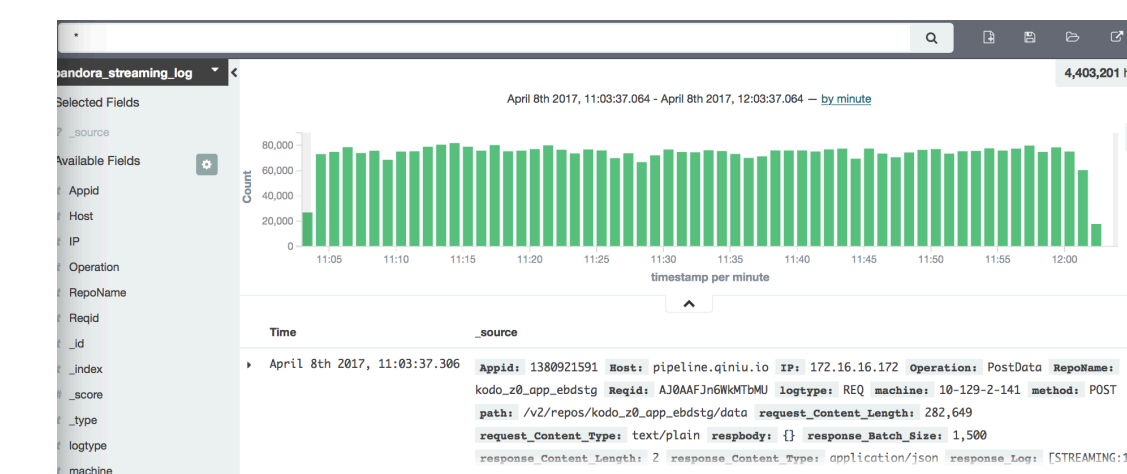 *
pandora_streaming_log
4,403,201
Selected Fields
? _source
Available Fields
t Appid
t Host
t IP
t Operation
t RepoName
t Reqid
t _id
t _index
# _score
t _type
t logtype
t machine
April 8th 2017, 11:03:37.064 - April 8th 2017, 12:03:37.064 — by minute
Count
80,000
60,000
40,000
20,000
0
11:05 11:10 11:15 11:20 11:25 11:30 11:35 11:40 11:45 11:50 11:55 12:00
timestamp per minute
Time _source
April 8th 2017, 11:03:37.306 Appid: 1380921591 Host: pipeline.qiniu.io IP: 172.16.16.172 Operation: PostData RepoName:
kodo_z0_app_ebdstg Reqid: AJ0AAFJn6WkMTbMU logtype: REQ machine: 10-129-2-141 method: POST
path: /v2/repos/kodo_z0_app_ebdstg/data request_Content_Length: 282,649
request_Content_Type: text/plain respbody: {} response_Batch_Size: 1,500
response_Content_Length: 2 response_Content_Type: application/json response_Log: [STREAMING:1